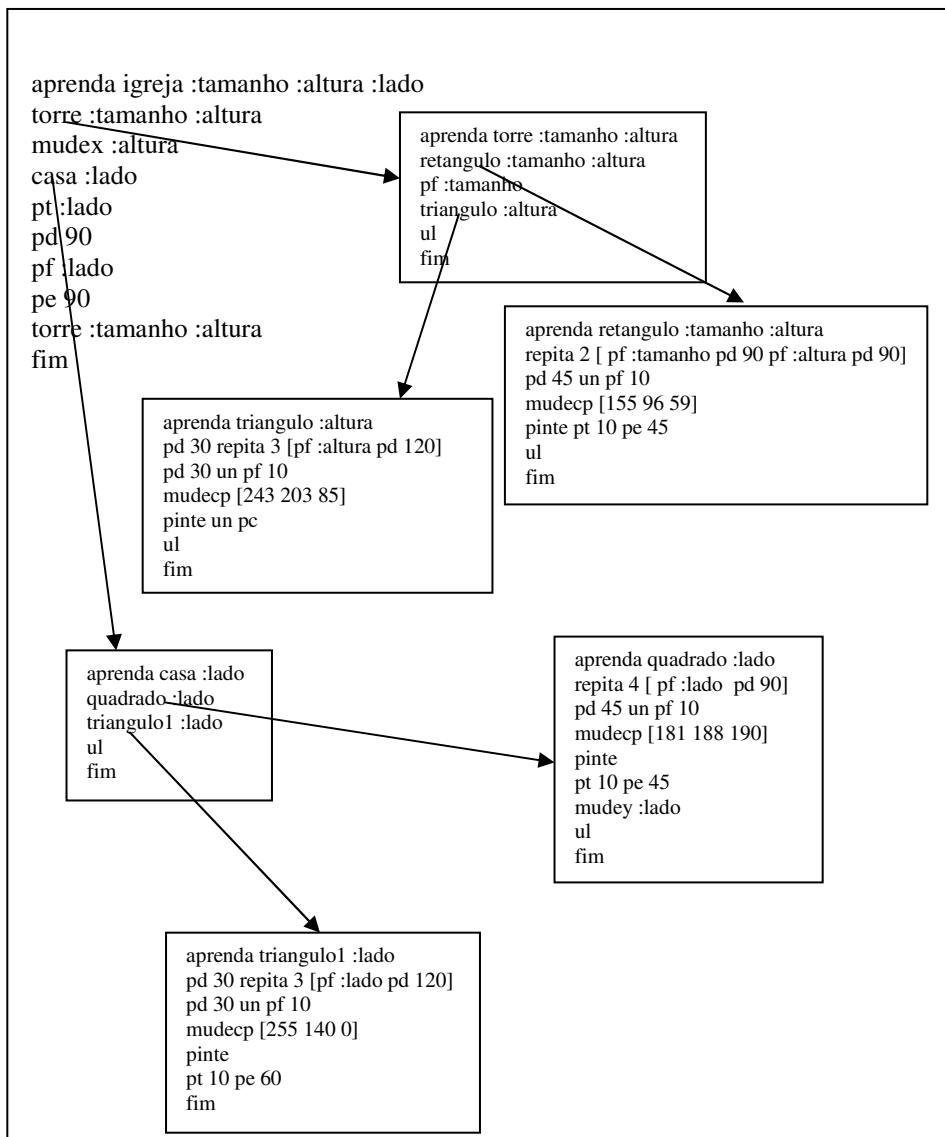 aprenda igreja :tamanho :altura :lado
torre :tamanho :altura
mudex :altura
casa :lado
pt :lado
pd 90
pf :lado
pe 90
torre :tamanho :altura
fim
aprenda torre :tamanho :altura
retangulo :tamanho :altura
pf :tamanho
triangulo :altura
ul
fim
aprenda retangulo :tamanho :altura
repita 2 [ pf :tamanho pd 90 pf :altura pd 90]
pd 45 un pf 10
mudecp [155 96 59]
pinte pt 10 pe 45
ul
fim
aprenda triangulo :altura
pd 30 repita 3 [pf :altura pd 120]
pd 30 un pf 10
mudecp [243 203 85]
pinte un pc
ul
fim
aprenda casa :lado
quadrado :lado
triangulo1 :lado
ul
fim
aprenda quadrado :lado
repita 4 [ pf :lado  pd 90]
pd 45 un pf 10
mudecp [181 188 190]
pinte
pt 10 pe 45
mudey :lado
ul
fim
aprenda triangulo1 :lado
pd 30 repita 3 [pf :lado pd 120]
pd 30 un pf 10
mudecp [255 140 0]
pinte
pt 10 pe 60
fim